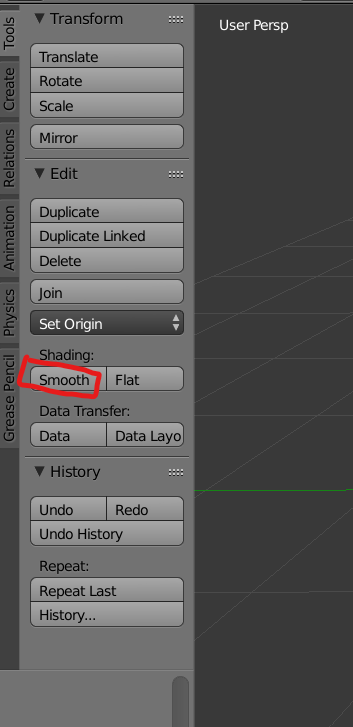 Tools
Create
Relations
Animation
Physics
Grease Pencil
Transform
Translate
Rotate
Scale
Mirror
Edit
Duplicate
Duplicate Linked
Delete
Join
Set Origin
Shading:
Smooth Flat
Data Transfer:
Data Data Layo
History
Undo Redo
Undo History
Repeat:
Repeat Last
History...
User Persp